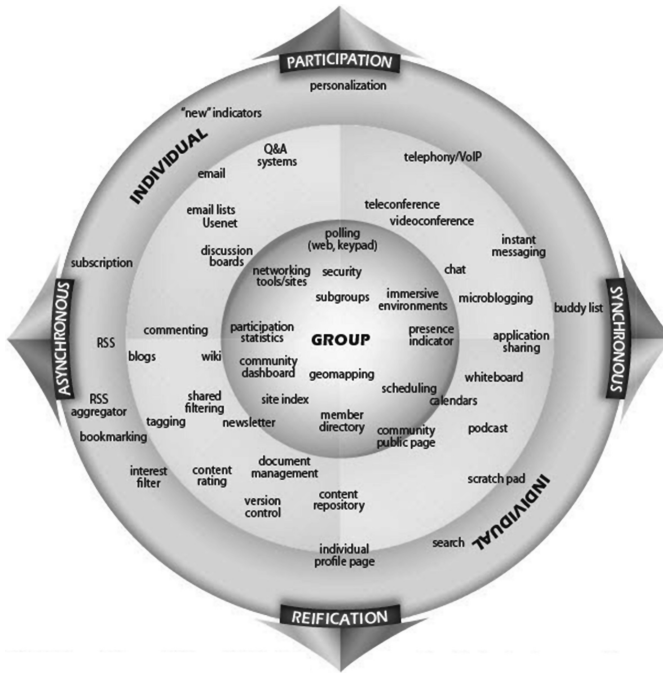 PARTICIPATION
personalization
"new" indicators
INDIVIDUAL
Q&A
systems
telephony/VoIP
email
email lists
Usenet
teleconference
videoconference
polling
(web, keypad)
instant
messaging
discussion
boards
subscription
networking
tools/sites
security
chat
subgroups
immersive
environments
microblogging
buddy list
ASYNCHRONOUS
SYNCHRONOUS
RSS
commenting
participation
statistics
GROUP
presence
indicator
application
sharing
blogs
wiki
community
dashboard
geomapping
whiteboard
scheduling
calendars
RSS
aggregator
shared
filtering
site index
bookmarking
tagging
newsletter
member
directory
community
public page
podcast
interest
filter
content
rating
document
management
scratch pad
version
control
content
repository
INDIVIDUAL
search
individual
profile page
REIFICATION